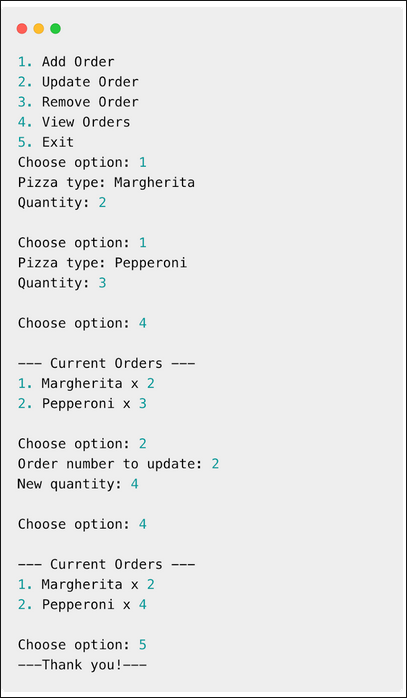 1. Add Order
2. Update Order
3. Remove Order
4. View Orders
5. Exit
Choose option: 1
Pizza type: Margherita
Quantity: 2
Choose option: 1
Pizza type: Pepperoni
Quantity: 3
Choose option: 4
--- Current Orders ---
1. Margherita x 2
2. Pepperoni x 3
Choose option: 2
Order number to update: 2
New quantity: 4
Choose option: 4
--- Current Orders ---
1. Margherita x 2
2. Pepperoni x 4
Choose option: 5
---Thank you!---